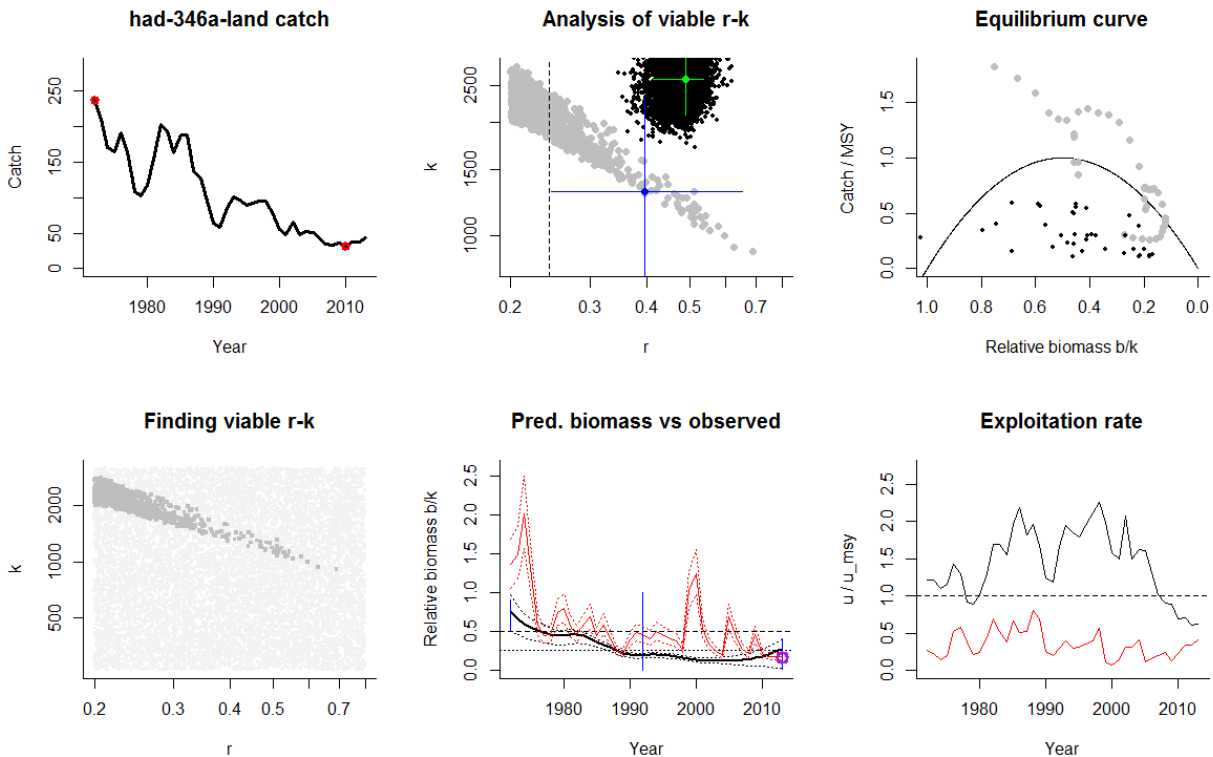 had-346a-land catch
Catch
0 50 150 250
1980 1990 2000 2010
Year
Analysis of viable r-k
k
1000 1500 2500
0.2 0.3 0.4 0.5 0.7
r
Equilibrium curve
Catch / MSY
0.0 0.5 1.0 1.5
1.0 0.8 0.6 0.4 0.2 0.0
Relative biomass b/k
Finding viable r-k
k
500 1000 2000
0.2 0.3 0.4 0.5 0.7
r
Pred. biomass vs observed
Relative biomass b/k
0.0 0.5 1.0 1.5 2.0 2.5
1980 1990 2000 2010
Year
Exploitation rate
u / u_msy
0.0 0.5 1.0 1.5 2.0 2.5
1980 1990 2000 2010
Year